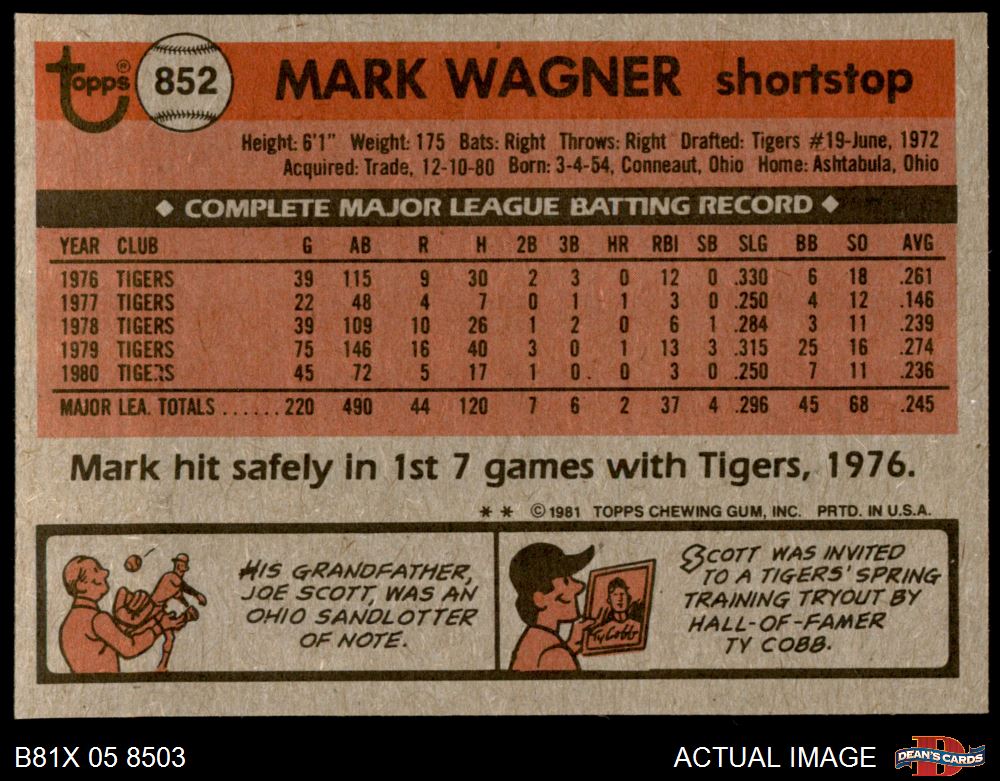 Topps® 852 MARK WAGNER shortstop
Height: 6'1" Weight: 175 Bats: Right Throws: Right Drafted: Tigers #19-June, 1972
Acquired: Trade, 12-10-80 Born: 3-4-54, Conneaut, Ohio Home: Ashtabula, Ohio
◆ COMPLETE MAJOR LEAGUE BATTING RECORD ◆
YEAR CLUB G AB R H 2B 3B HR RBI SB SLG BB SO AVG
1976 TIGERS 39 115 9 30 2 3 0 12 0 .330 6 18 .261
1977 TIGERS 22 48 4 7 0 1 1 3 0 .250 4 12 .146
1978 TIGERS 39 109 10 26 1 2 0 6 1 .284 3 11 .239
1979 TIGERS 75 146 16 40 3 0 1 13 3 .315 25 16 .274
1980 TIGERS 45 72 5 17 1 0 0 3 0 .250 7 11 .236
MAJOR LEA. TOTALS ...... 220 490 44 120 7 6 2 37 4 .296 45 68 .245
Mark hit safely in 1st 7 games with Tigers, 1976.
* * © 1981 TOPPS CHEWING GUM, INC. PRTD. IN U.S.A.
HIS GRANDFATHER,
JOE SCOTT, WAS AN
OHIO SANDLOTTER
OF NOTE.
Ty Cobb
SCOTT WAS INVITED
TO A TIGERS' SPRING
TRAINING TRYOUT BY
HALL-OF-FAMER
TY COBB.
B81X 05 8503 ACTUAL IMAGE DEAN'S CARDS